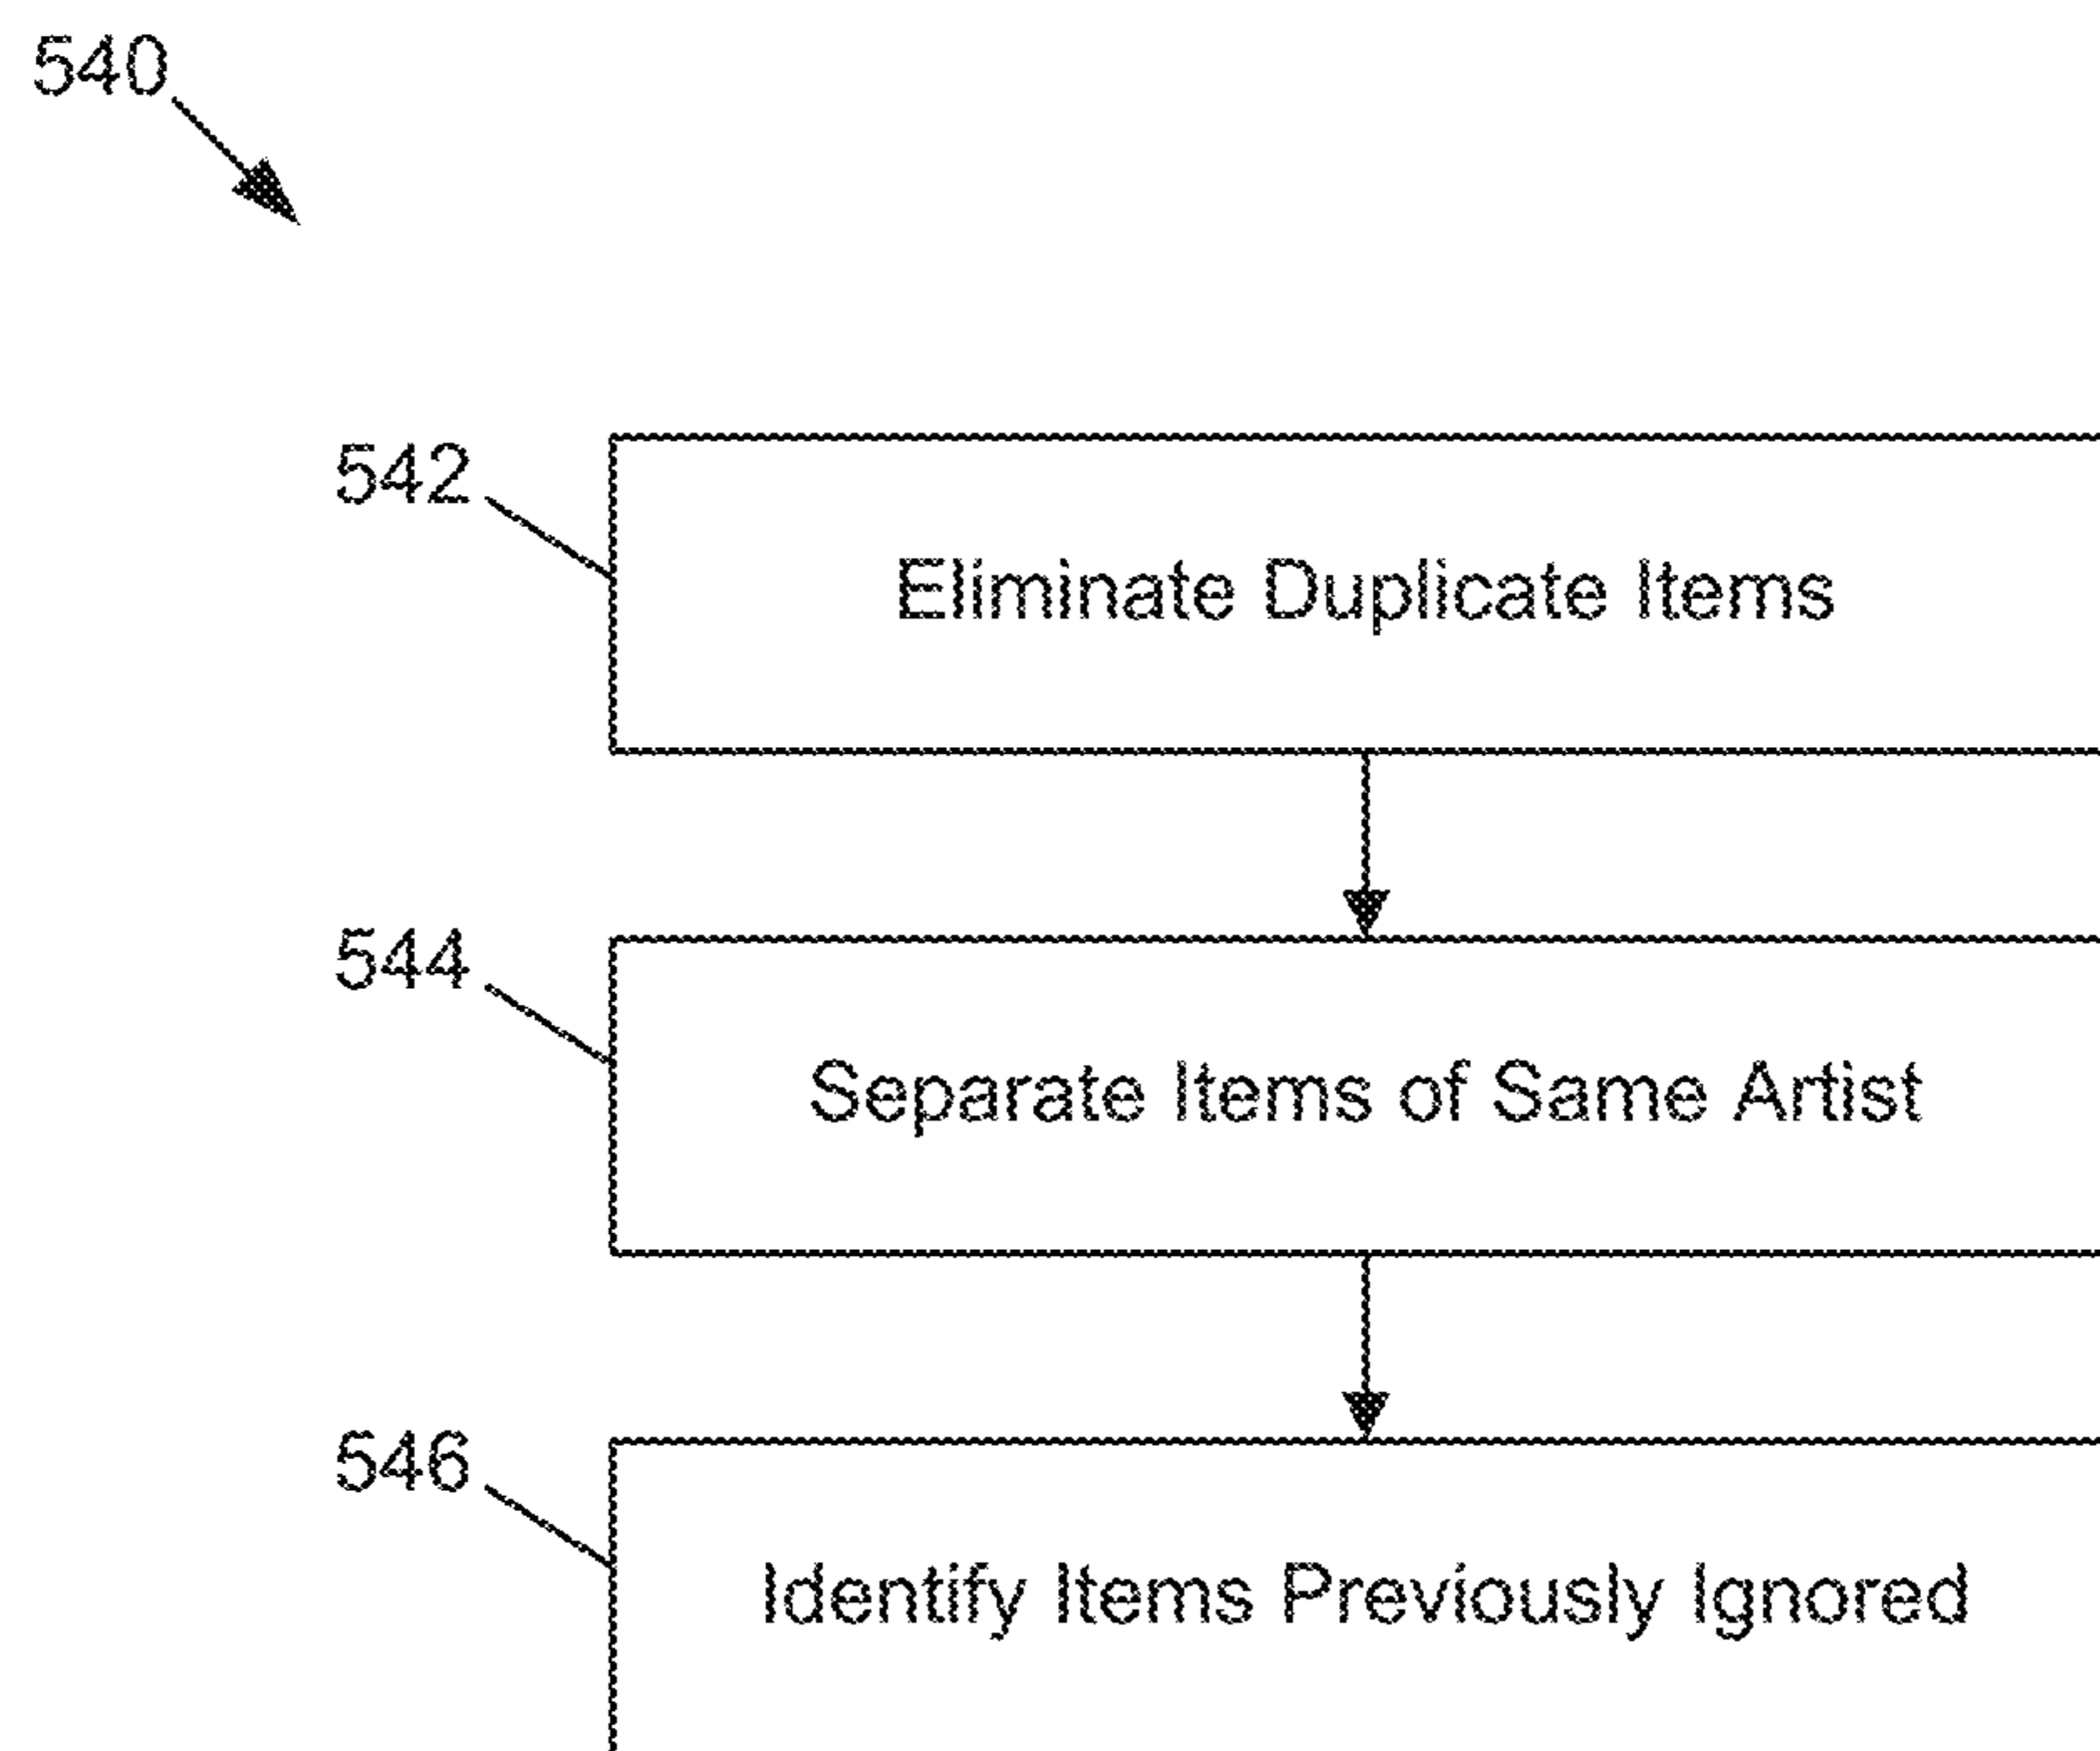 540
542
Eliminate Duplicate Items
544
Separate Items of Same Artist
546
Identify Items Previously Ignored